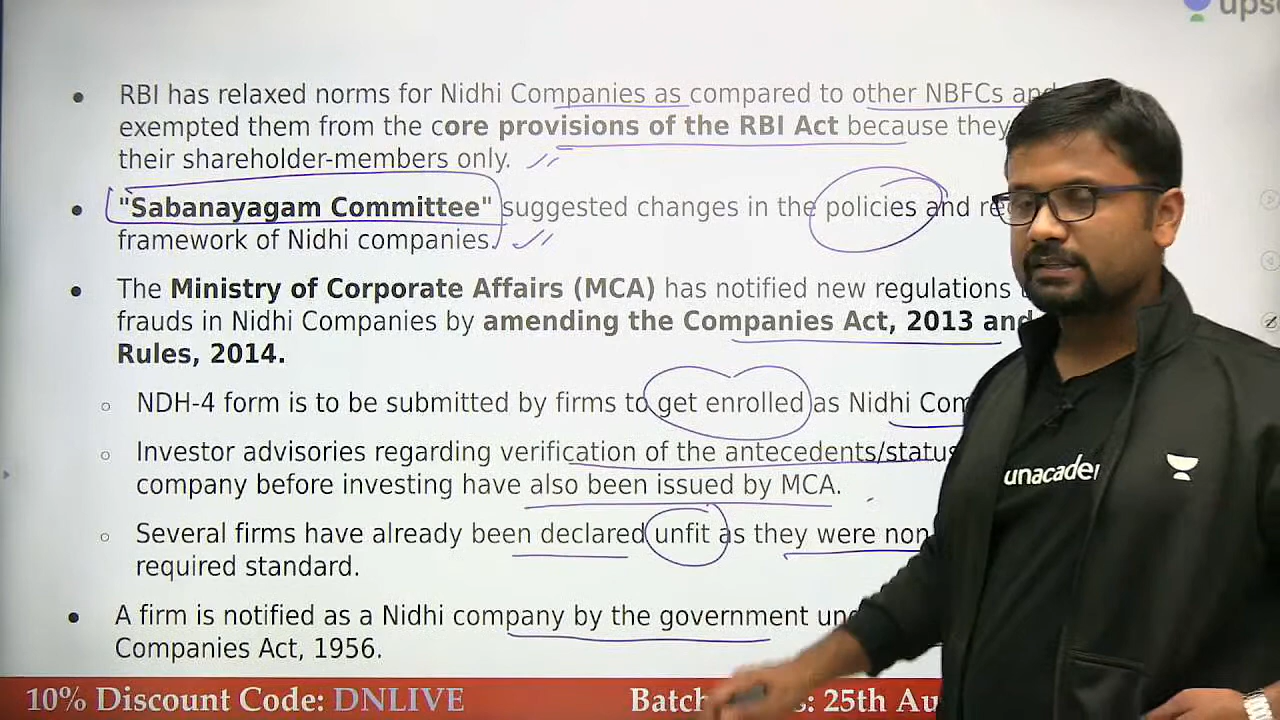 upsc
RBI has relaxed norms for Nidhi Companies as compared to other NBFCs and
exempted them from the core provisions of the RBI Act because they
their shareholder-members only.
"Sabanayagam Committee" suggested changes in the policies and
framework of Nidhi companies.
The Ministry of Corporate Affairs (MCA) has notified new regulations
frauds in Nidhi Companies by amending the Companies Act, 2013 and
Rules, 2014.
NDH-4 form is to be submitted by firms to get enrolled as Nidhi
Investor advisories regarding verification of the antecedents/status
company before investing have also been issued by MCA.
Several firms have already been declared unfit as they were non
required standard.
A firm is notified as a Nidhi company by the government
Companies Act, 1956.
unacade
10% Discount Code: DNLIVE
25th